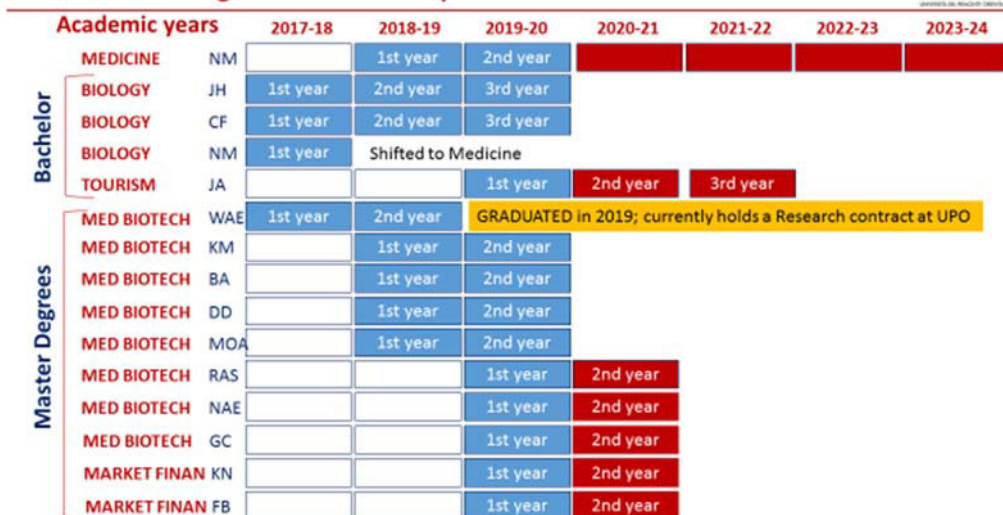 Academic years 2017-18 2018-19 2019-20 2020-21 2021-22 2022-23 2023-24
MEDICINE NM 1st year 2nd year
Bachelor
BIOLOGY JH 1st year 2nd year 3rd year
BIOLOGY CF 1st year 2nd year 3rd year
BIOLOGY NM 1st year Shifted to Medicine
TOURISM JA 1st year 2nd year 3rd year
Master Degrees
MED BIOTECH WAE 1st year 2nd year GRADUATED in 2019; currently holds a Research contract at UPO
MED BIOTECH KM 1st year 2nd year
MED BIOTECH BA 1st year 2nd year
MED BIOTECH DD 1st year 2nd year
MED BIOTECH MOA 1st year 2nd year
MED BIOTECH RAS 1st year 2nd year
MED BIOTECH NAE 1st year 2nd year
MED BIOTECH GC 1st year 2nd year
MARKET FINAN KN 1st year 2nd year
MARKET FINAN FB 1st year 2nd year